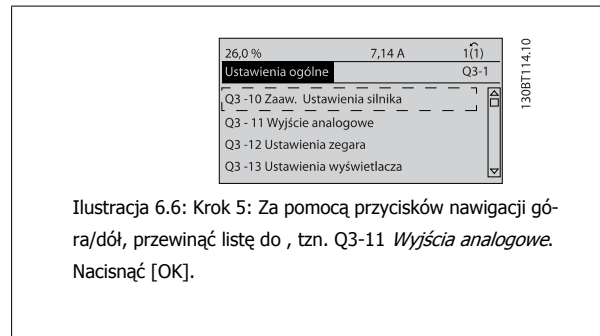 26,0 % 7,14 A 1(1)
Ustawienia ogólne Q3-1
Q3 -10 Zaaw. Ustawienia silnika
Q3 - 11 Wyjście analogowe
Q3 -12 Ustawienia zegara
Q3 -13 Ustawienia wyświetlacza
130BT114.10
Ilustracja 6.6: Krok 5: Za pomocą przycisków nawigacji gó-
ra/dół, przewinąć listę do , tzn. Q3-11 Wyjścia analogowe.
Nacisnąć [OK].